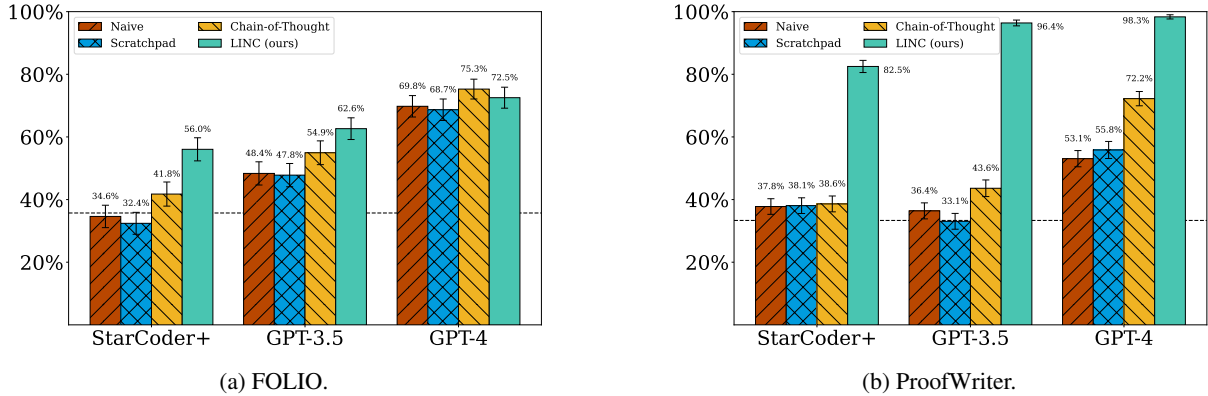 100%
80%
60%
40%
20%
Naive
Scratchpad
Chain-of-Thought
LINC (ours)
34.6%
32.4%
41.8%
56.0%
48.4%
47.8%
54.9%
62.6%
69.8%
68.7%
75.3%
72.5%
StarCoder+ GPT-3.5 GPT-4
(a) FOLIO.
100%
80%
60%
40%
20%
Naive
Scratchpad
Chain-of-Thought
LINC (ours)
37.8%
38.1%
38.6%
82.5%
36.4%
33.1%
43.6%
96.4%
53.1%
55.8%
72.2%
98.3%
StarCoder+ GPT-3.5 GPT-4
(b) ProofWriter.